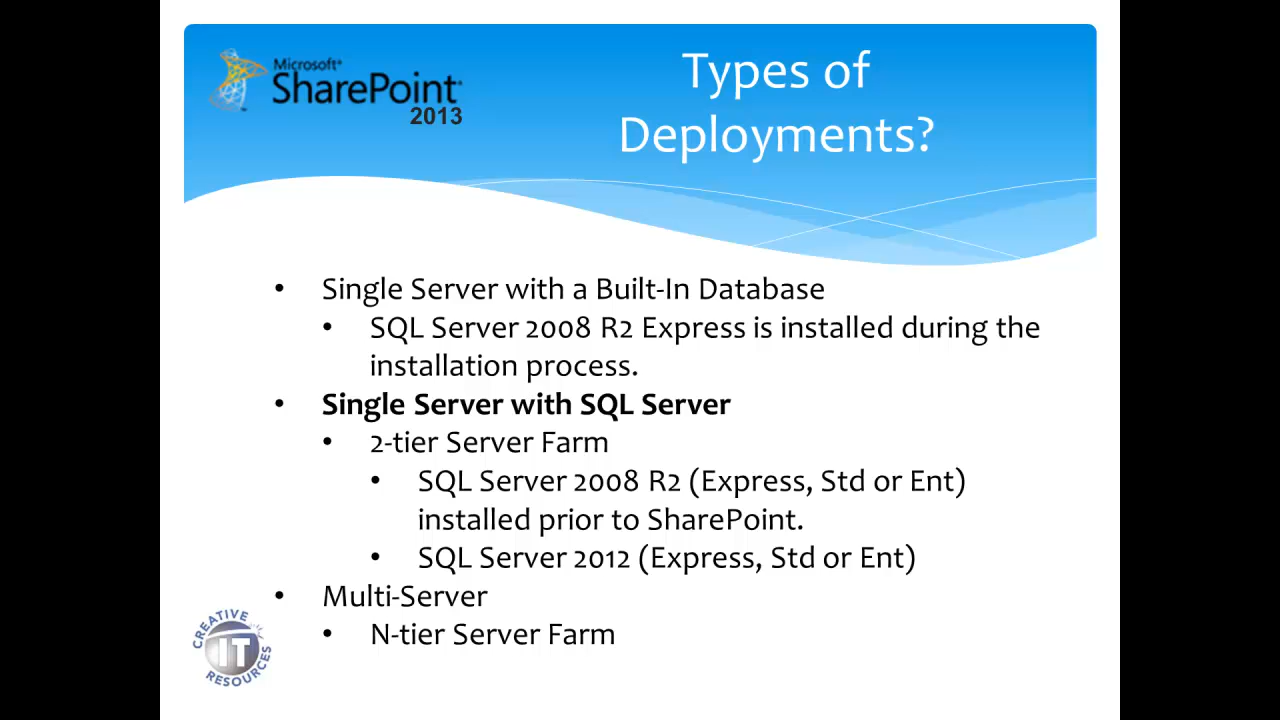 Microsoft®
SharePoint®
2013
Types of
Deployments?
• Single Server with a Built-In Database
• SQL Server 2008 R2 Express is installed during the
installation process.
• Single Server with SQL Server
• 2-tier Server Farm
• SQL Server 2008 R2 (Express, Std or Ent)
installed prior to SharePoint.
• SQL Server 2012 (Express, Std or Ent)
• Multi-Server
• N-tier Server Farm
CREATIVE
IT
RESOURCES